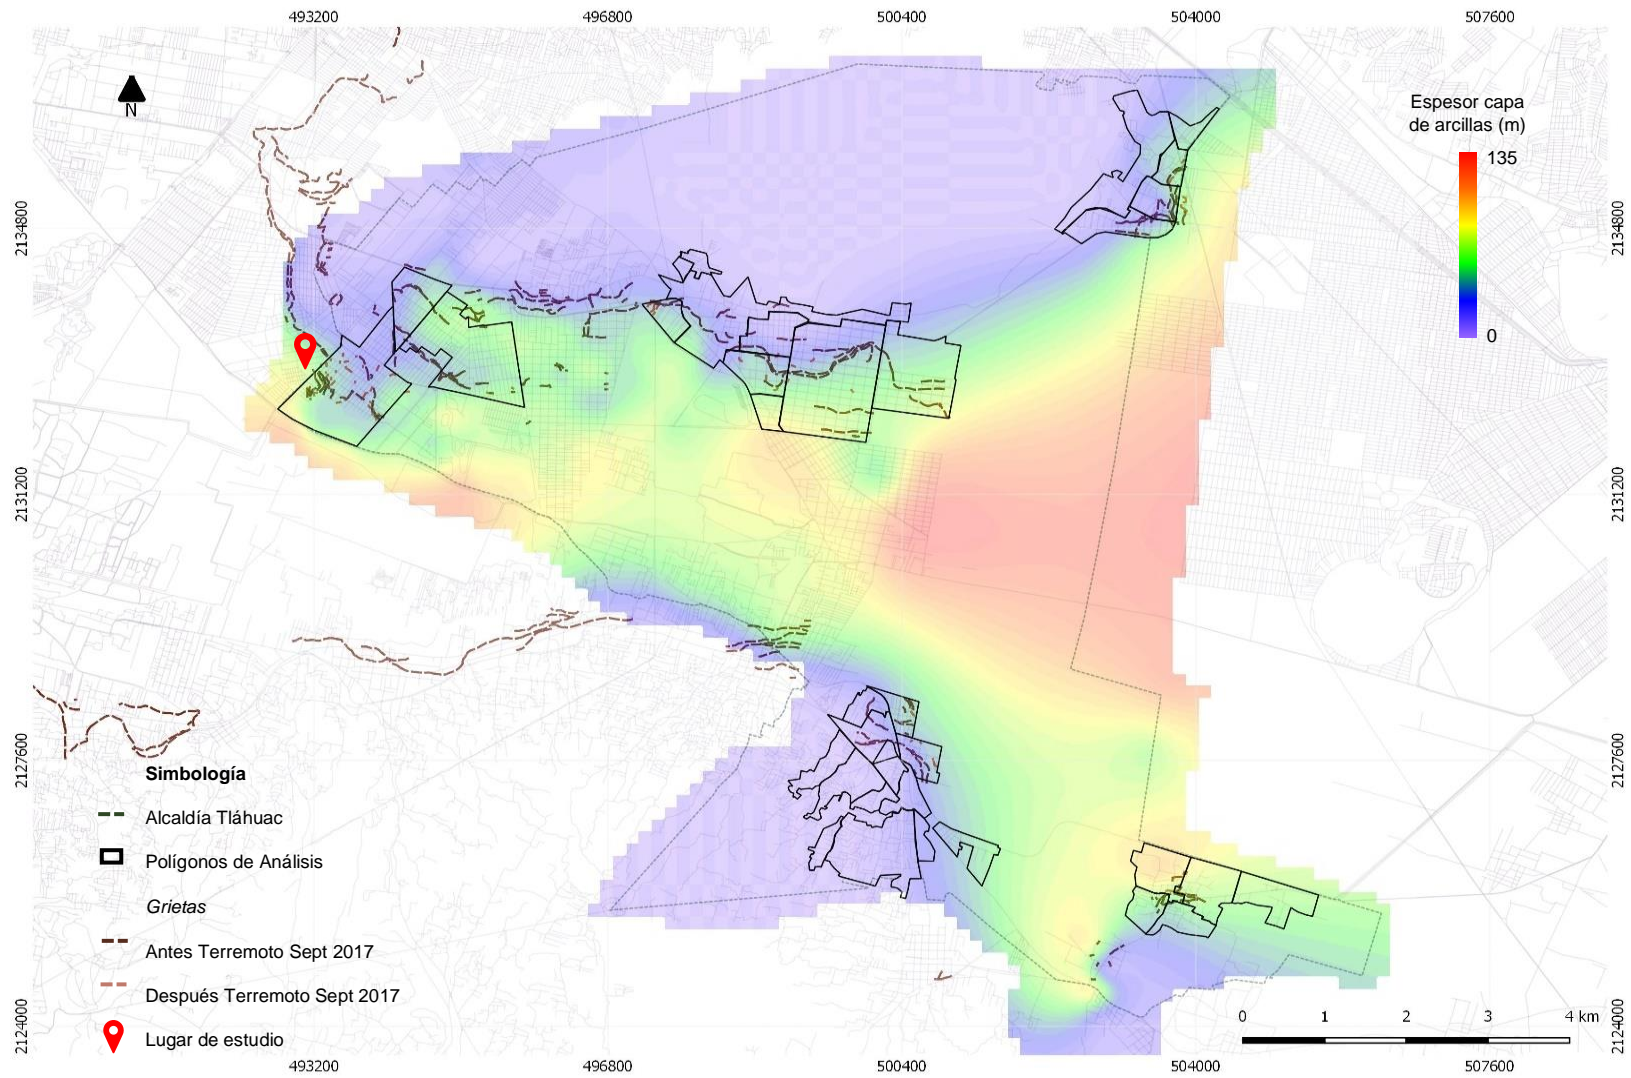 493200 496800 500400 504000 507600
N
2134800
2131200
2127600
2124000
Espesor capa
de arcillas (m)
135
0
2134800
2131200
2127600
2124000
Simbología
Alcaldía Tláhuac
Polígonos de Análisis
Grietas
Antes Terremoto Sept 2017
Después Terremoto Sept 2017
Lugar de estudio
0 1 2 3 4 km
493200 496800 500400 504000 507600